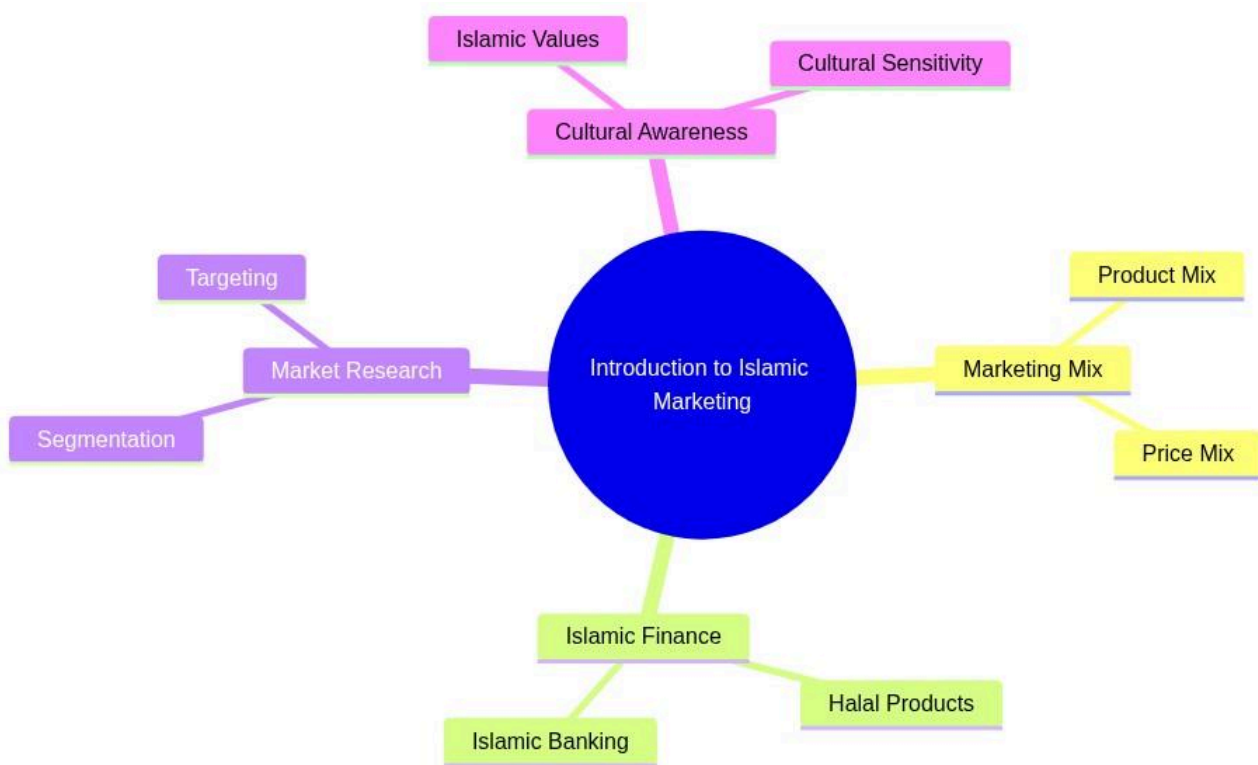 Islamic Values
Cultural Sensitivity
Cultural Awareness
Targeting
Product Mix
Market Research
Introduction to Islamic
Marketing
Marketing Mix
Segmentation
Price Mix
Islamic Finance
Halal Products
Islamic Banking